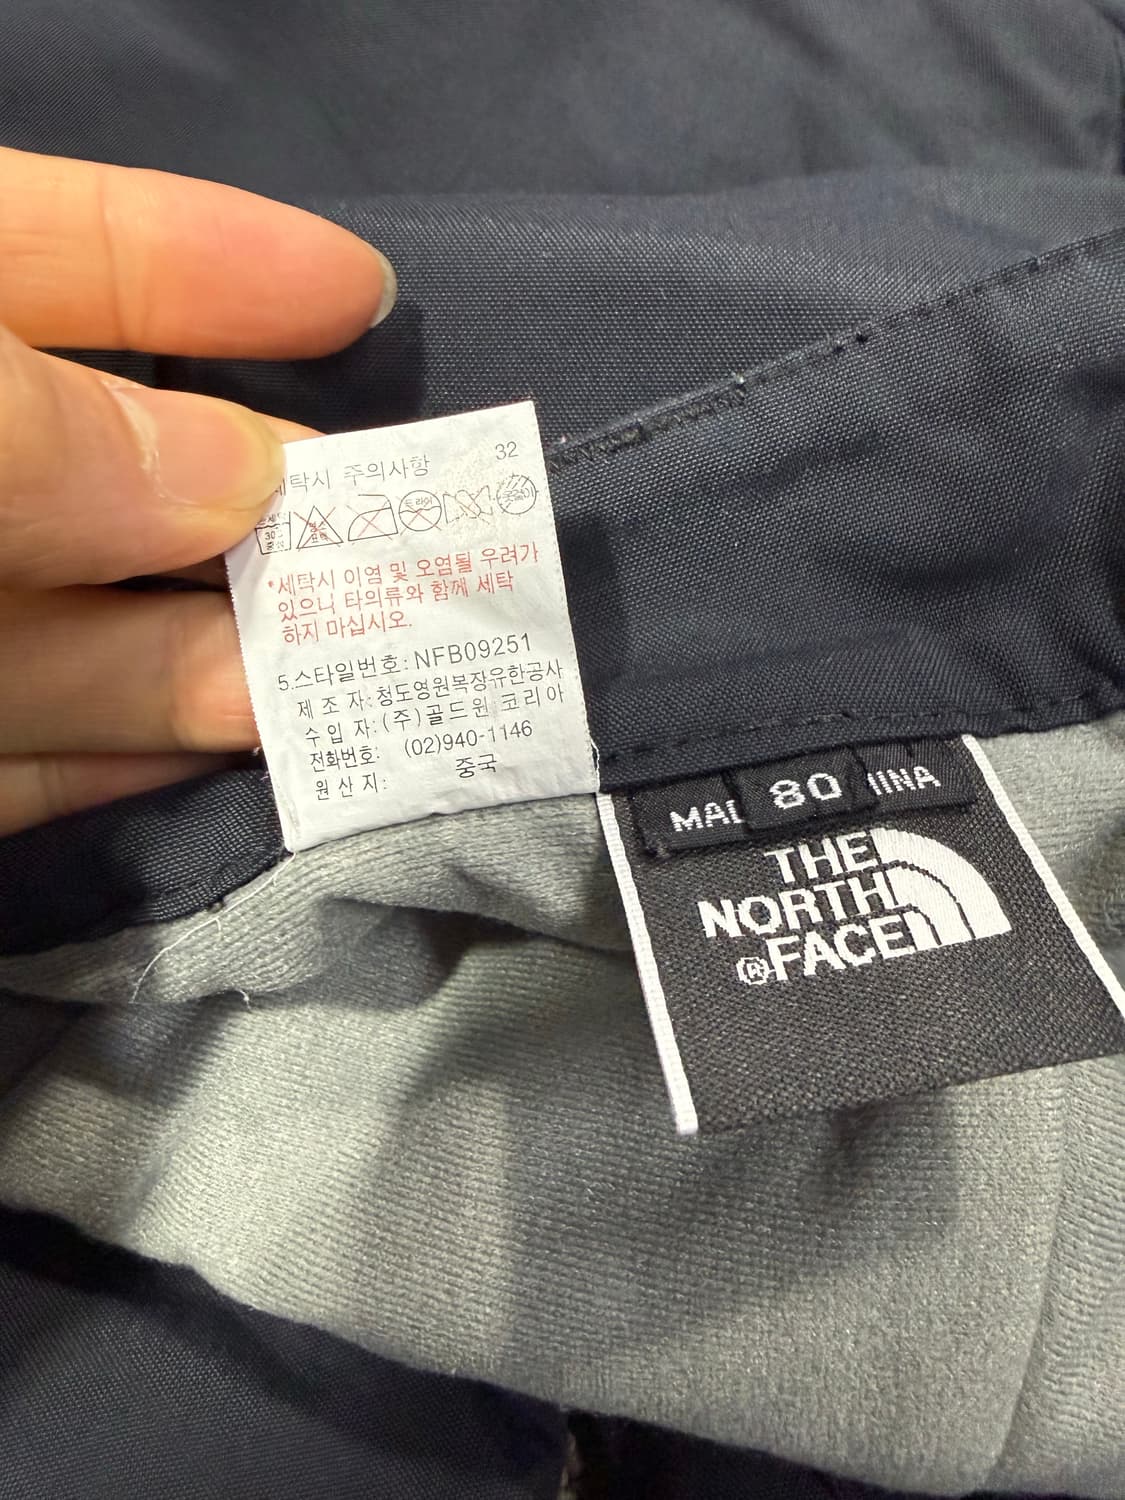 32
세탁시 주의사항
드라이
*세탁시 이염 및 오염될 우려가
있으니 타의류와 함께 세탁
하지 마십시오.
5.스타일번호: NFB09251
제 조 자: 청도영원복장유한공사
수 입 자: (주)골드윈 코리아
전화번호: (02)940-1146
원 산 지: 중국
80
THE
NORTH
®FACE